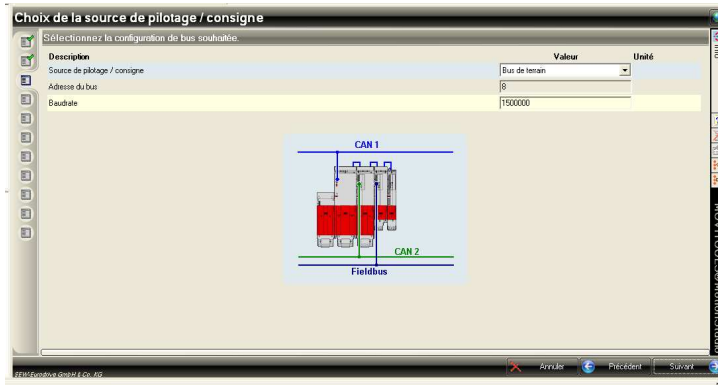 Choix de la source de pilotage / consigne
Sélectionnez la configuration de bus souhaitée.
Description Valeur Unité
Source de pilotage / consigne Bus de terrain
Adresse du bus 8
Baudrate 1500000
CAN 1
CAN 2
Fieldbus
Annuler Précédent Suivant
SEW-Eurodrive GmbH & Co. KG